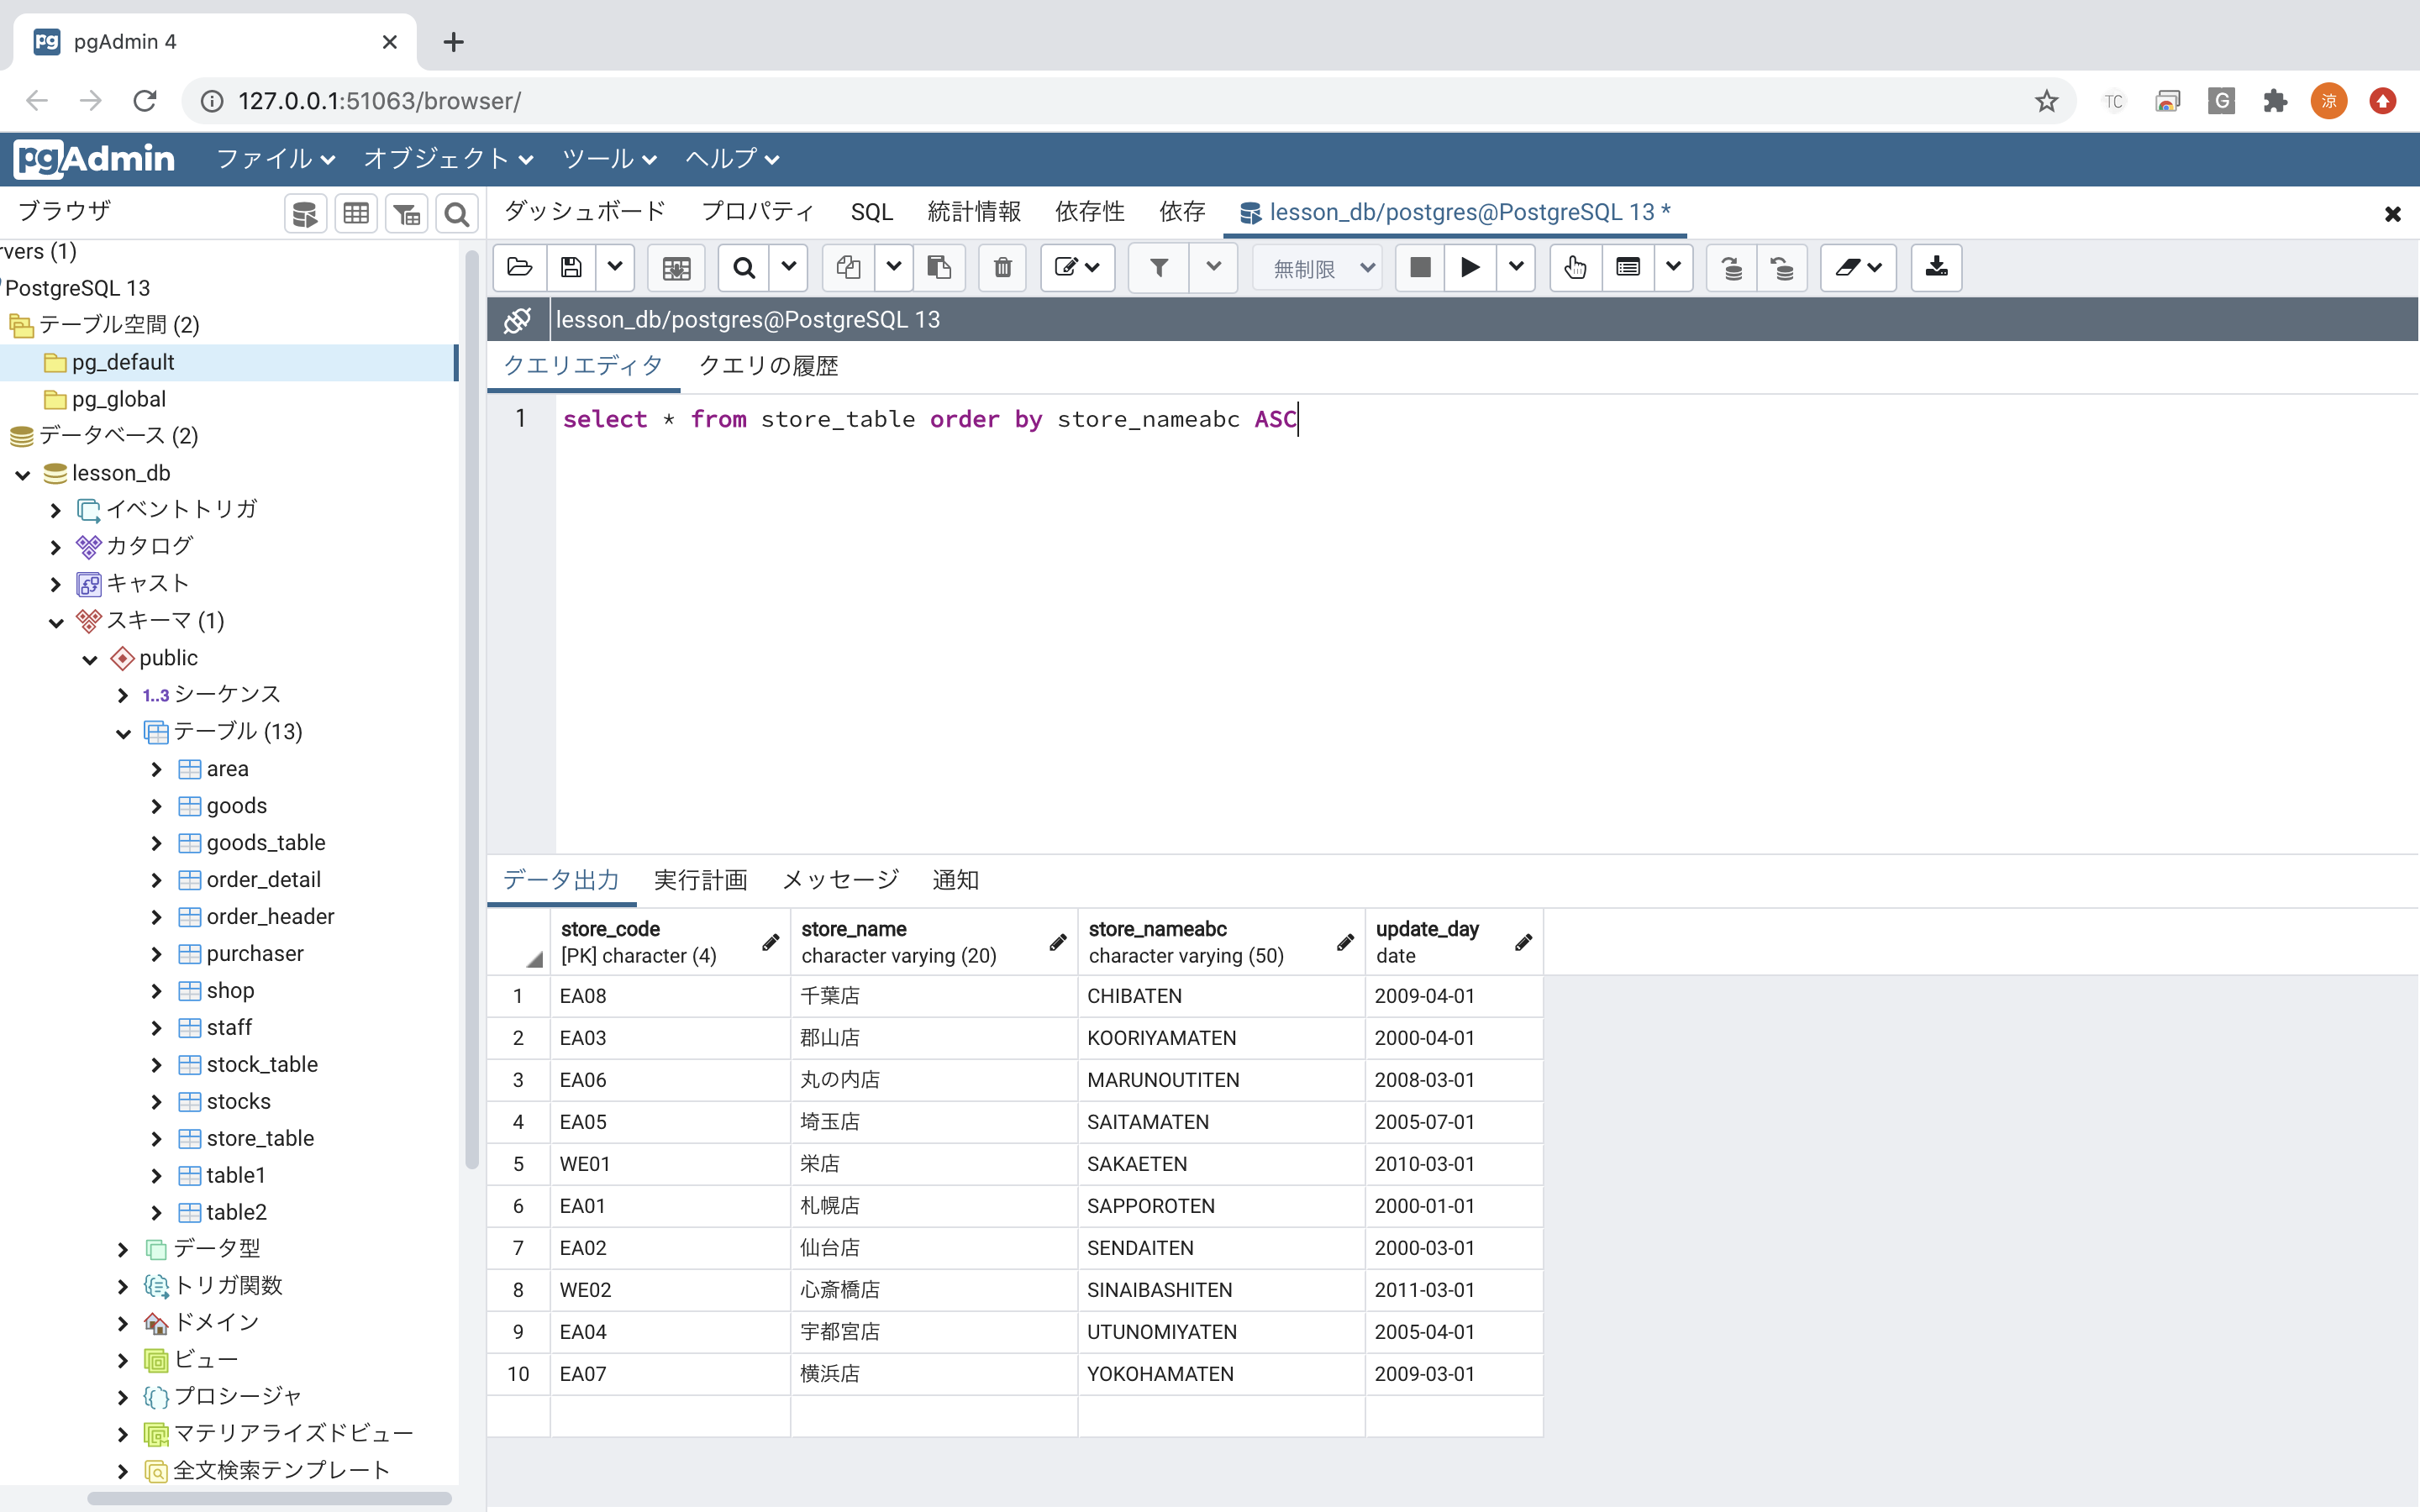 pgAdmin 4
127.0.0.1:51063/browser/
TC
G
涼
pgAdmin ファイル オブジェクト ツール ヘルプ
ブラウザ
ダッシュボード プロパティ SQL 統計情報 依存性 依存 lesson_db/postgres@PostgreSQL 13 *
rvers (1)
PostgreSQL 13
テーブル空間 (2)
pg_default
pg_global
データベース (2)
lesson_db
イベントトリガ
カタログ
キャスト
スキーマ (1)
public
1..3 シーケンス
テーブル (13)
area
goods
goods_table
order_detail
order_header
purchaser
shop
staff
stock_table
stocks
store_table
table1
table2
データ型
トリガ関数
ドメイン
ビュー
プロシージャ
マテリアライズドビュー
全文検索テンプレート
無制限
lesson_db/postgres@PostgreSQL 13
クエリエディタ クエリの履歴
1 select * from store_table order by store_nameabc ASC
データ出力 実行計画 メッセージ 通知
store_code store_name store_nameabc update_day
[PK] character (4) character varying (20) character varying (50) date
1 EA08 千葉店 CHIBATEN 2009-04-01
2 EA03 郡山店 KOORIYAMATEN 2000-04-01
3 EA06 丸の内店 MARUNOUTITEN 2008-03-01
4 EA05 埼玉店 SAITAMATEN 2005-07-01
5 WE01 栄店 SAKAETEN 2010-03-01
6 EA01 札幌店 SAPPOROTEN 2000-01-01
7 EA02 仙台店 SENDAITEN 2000-03-01
8 WE02 心斎橋店 SINAIBASHITEN 2011-03-01
9 EA04 宇都宮店 UTUNOMIYATEN 2005-04-01
10 EA07 横浜店 YOKOHAMATEN 2009-03-01